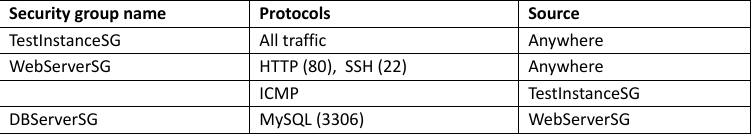 Security group name Protocols Source
TestInstanceSG All traffic Anywhere
WebServerSG HTTP (80),  SSH (22) Anywhere
ICMP TestInstanceSG
DBServerSG MySQL (3306) WebServerSG